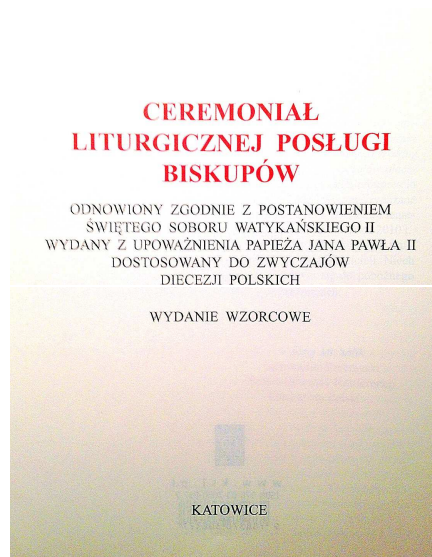 CEREMONIAŁ
LITURGICZNEJ POSŁUGI
BISKUPÓW
ODNOWIONY ZGODNIE Z POSTANOWIENIEM
ŚWIĘTEGO SOBORU WATYKAŃSKIEGO II
WYDANY Z UPOWAŻNIENIA PAPIEŻA JANA PAWŁA II
DOSTOSOWANY DO ZWYCZAJÓW
DIECEZJI POLSKICH
WYDANIE WZORCOWE
KATOWICE